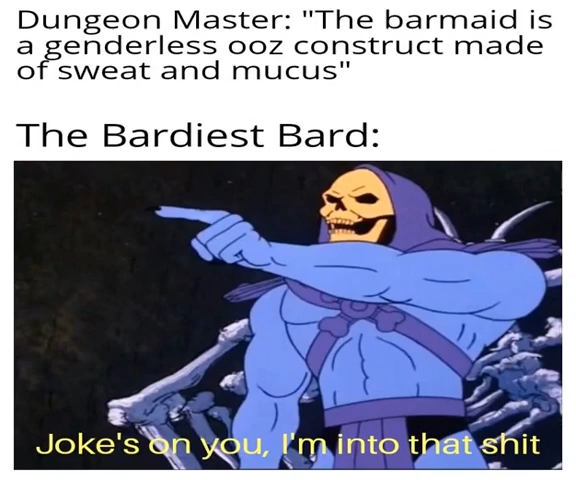 Dungeon Master: "The barmaid is
a genderless ooz construct made
of sweat and mucus"
The Bardiest Bard:
Joke's on you, I'm into that shit